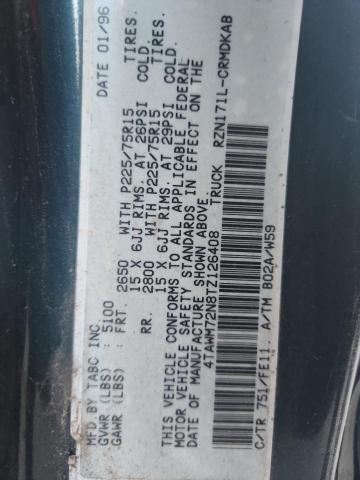 MFD.BY TABC INC. DATE 01/96
GVWR (LBS) : 5100
GAWR (LBS) FRT. 2650 WITH P225/75R15 TIRES.
15 X 6JJ RIMS. AT 26PSI COLD.
RR. 2800 WITH P225/75R15 TIRES.
15 X 6JJ RIMS. AT 29PSI COLD.
THIS VEHICLE CONFORMS TO ALL APPLICABLE FEDERAL
MOTOR VEHICLE SAFETY STANDARDS IN EFFECT ON THE
DATE OF MANUFACTURE SHOWN ABOVE.
4TAWM72N8TZ126408 TRUCK RZN171L-CRMDKAB
C/TR 751/FE11. A/TM B02A/W59